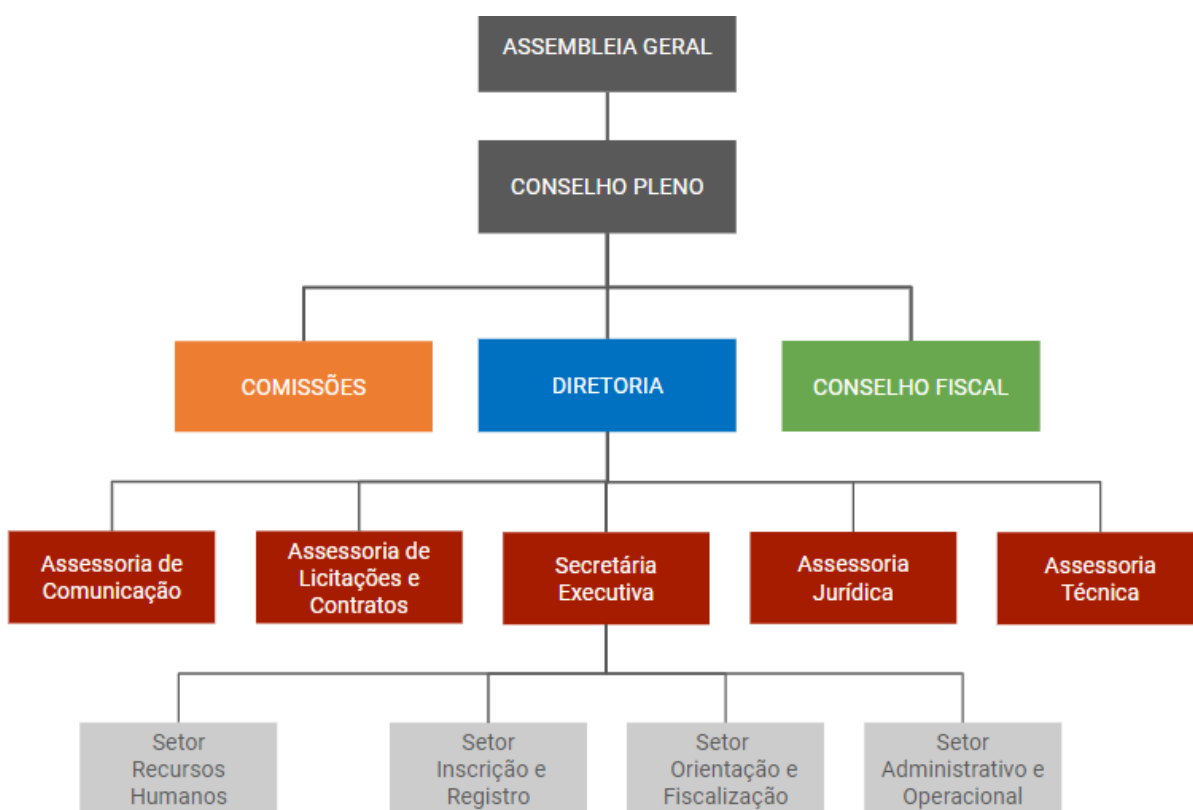 ASSEMBLEIA GERAL
CONSELHO PLENO
COMISSÕES
DIRETORIA
CONSELHO FISCAL
Assessoria de
Comunicação
Assessoria de
Licitações e
Contratos
Secretária
Executiva
Assessoria
Jurídica
Assessoria
Técnica
Setor
Recursos
Humanos
Setor
Inscrição e
Registro
Setor
Orientação e
Fiscalização
Setor
Administrativo e
Operacional